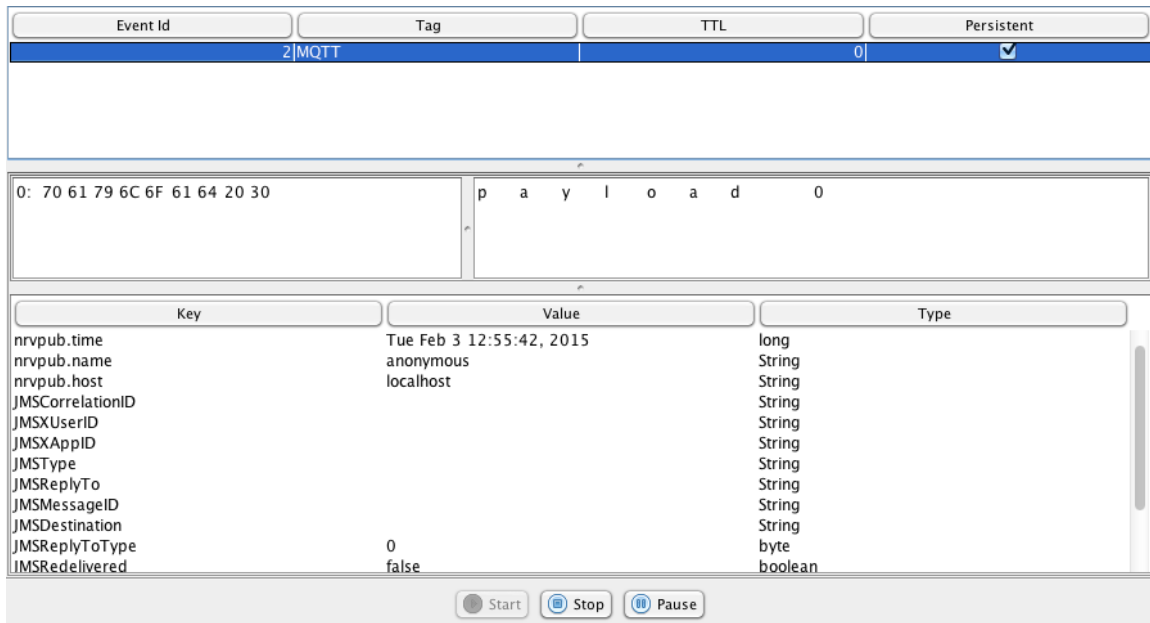 Event Id Tag TTL Persistent
2 MQTT 0
0: 70 61 79 6C 6F 61 64 20 30
p a y l o a d 0
Key Value Type
nrvpub.time Tue Feb 3 12:55:42, 2015 long
nrvpub.name anonymous String
nrvpub.host localhost String
JMSCorrelationID String
JMSXUserID String
JMSXAppID String
JMSType String
JMSReplyTo String
JMSMessageID String
JMSDestination String
JMSReplyToType 0 byte
JMSRedelivered false boolean
Start Stop Pause